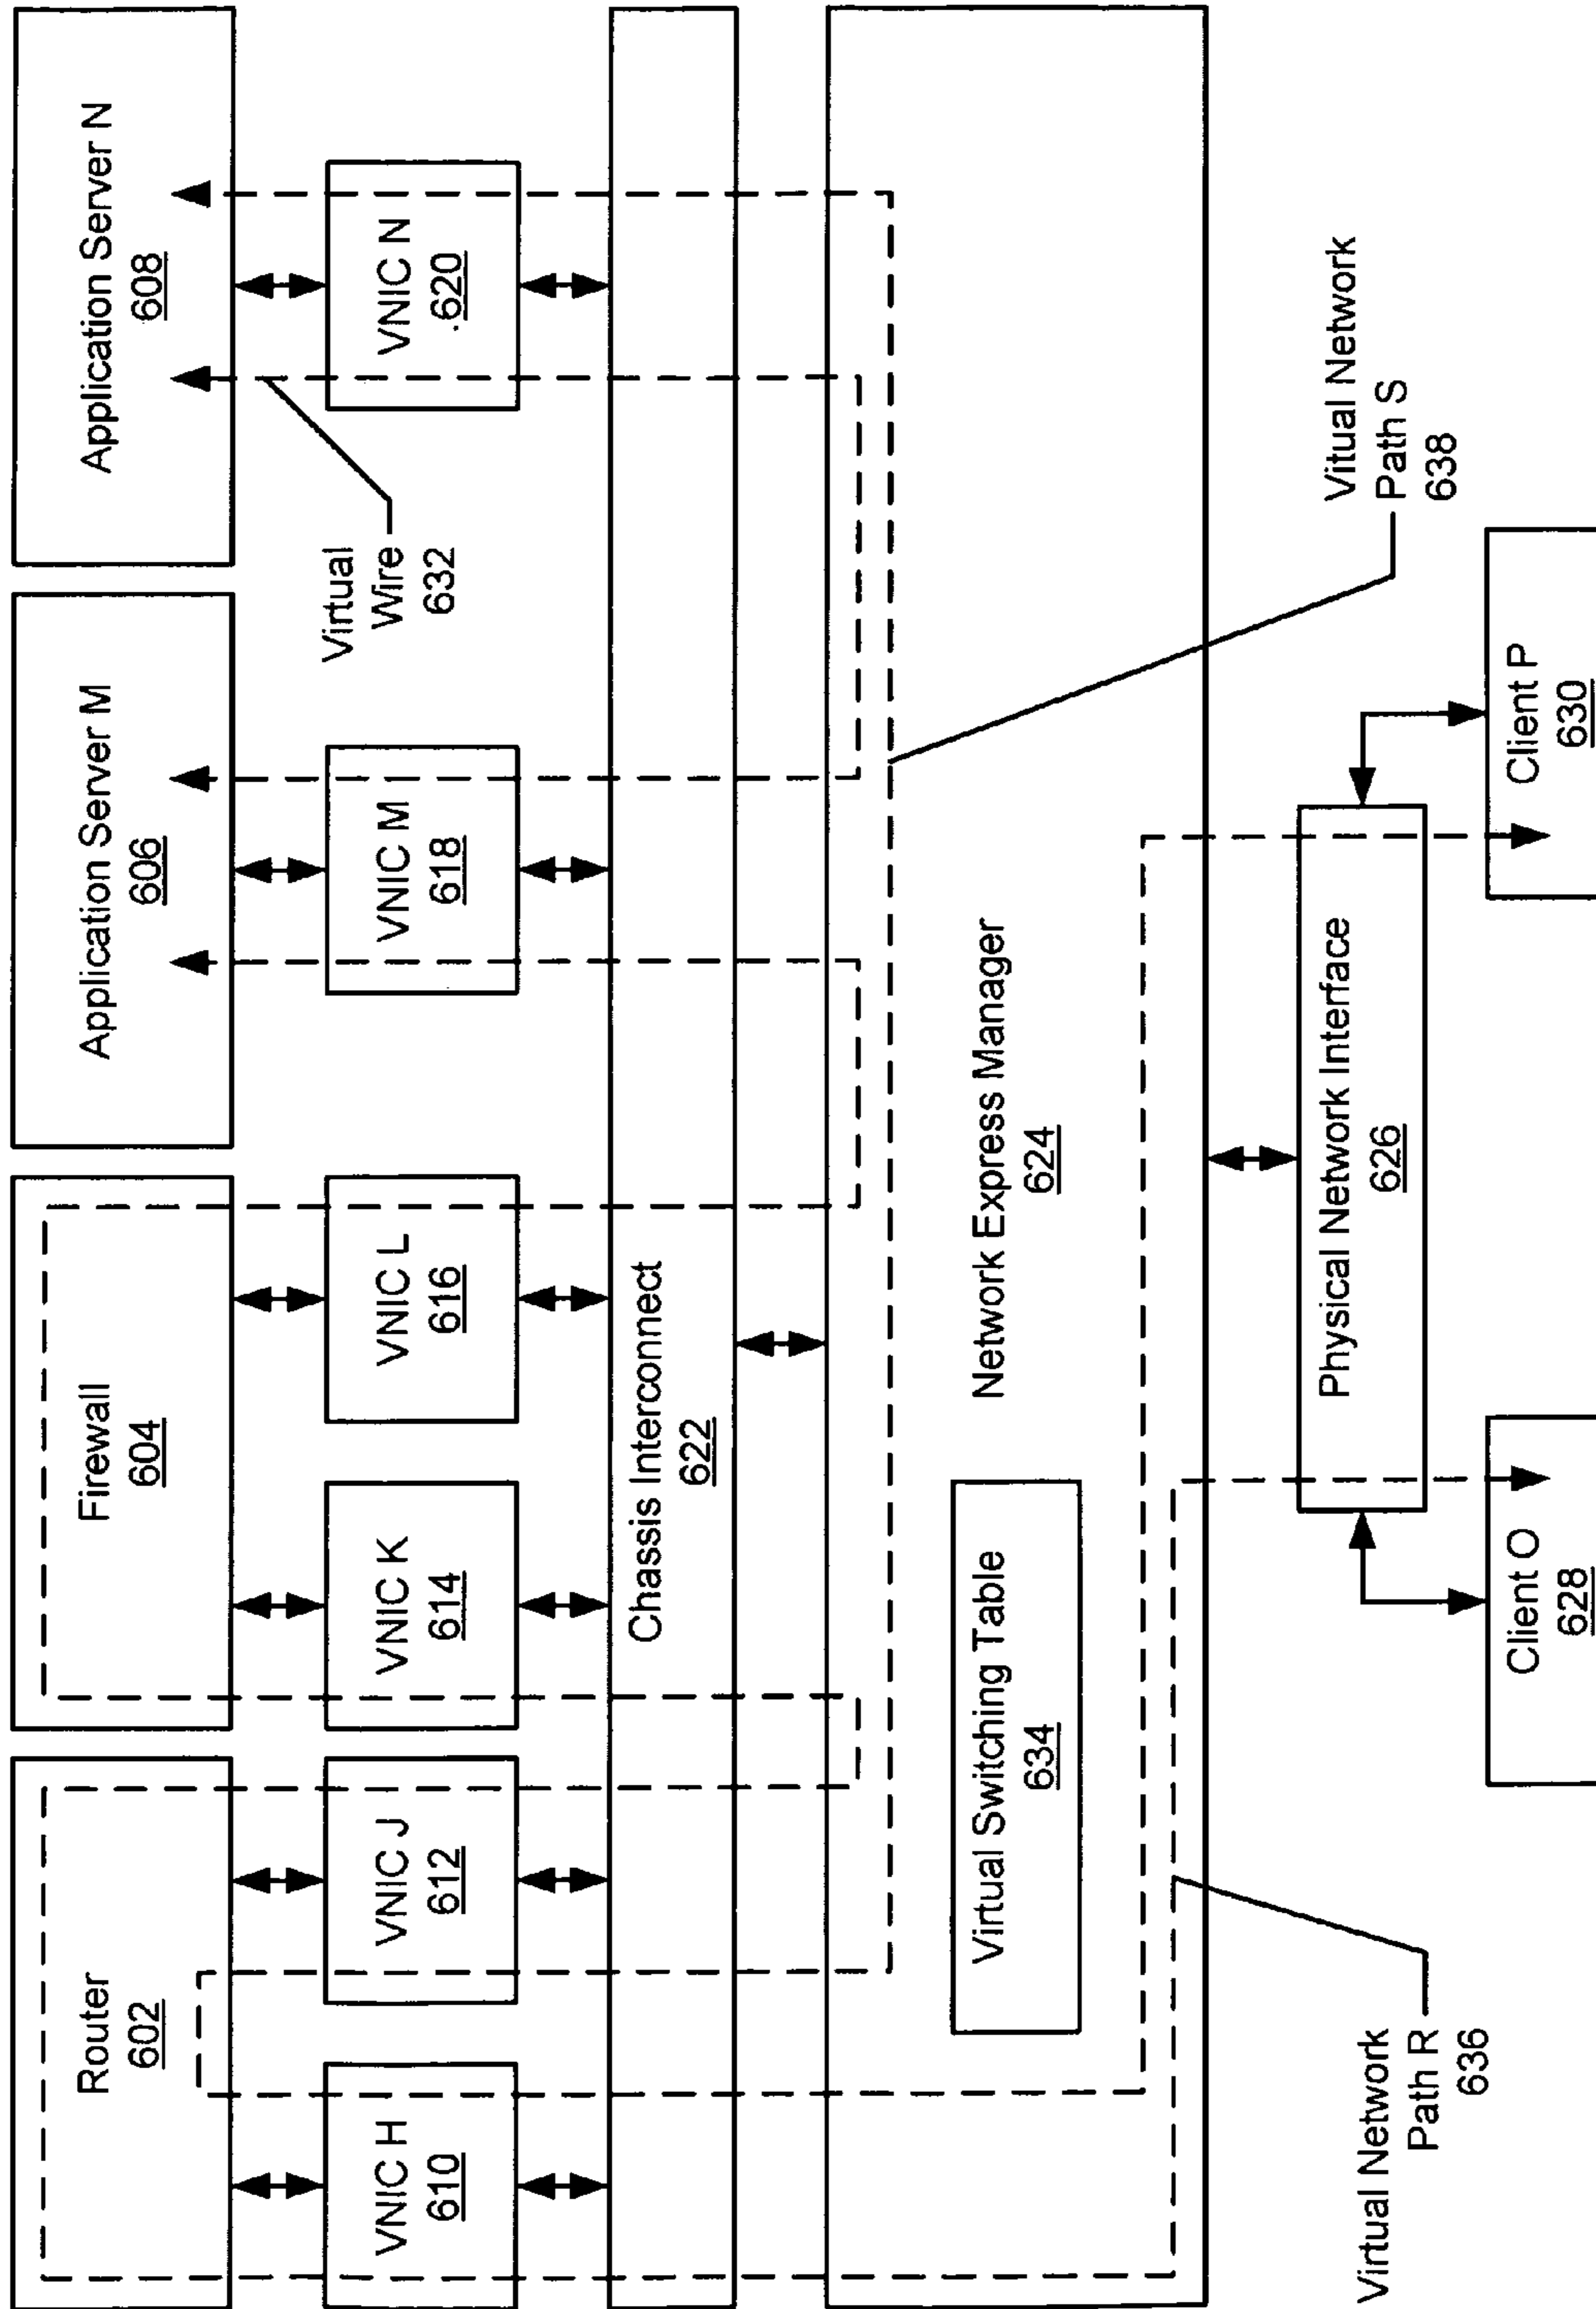 Router
602
Firewall
604
Application Server M
606
Application Server N
608
VNIC H
610
VNIC J
612
VNIC K
614
VNIC L
616
VNIC M
618
VNIC N
.620
Virtual
Wire
632
Chassis Interconnect
622
Virtual Switching Table
634
Network Express Manager
624
Virtual Network
Path R
636
Physical Network Interface
626
Vitual Network
Path S
638
Client O
628
Client P
630